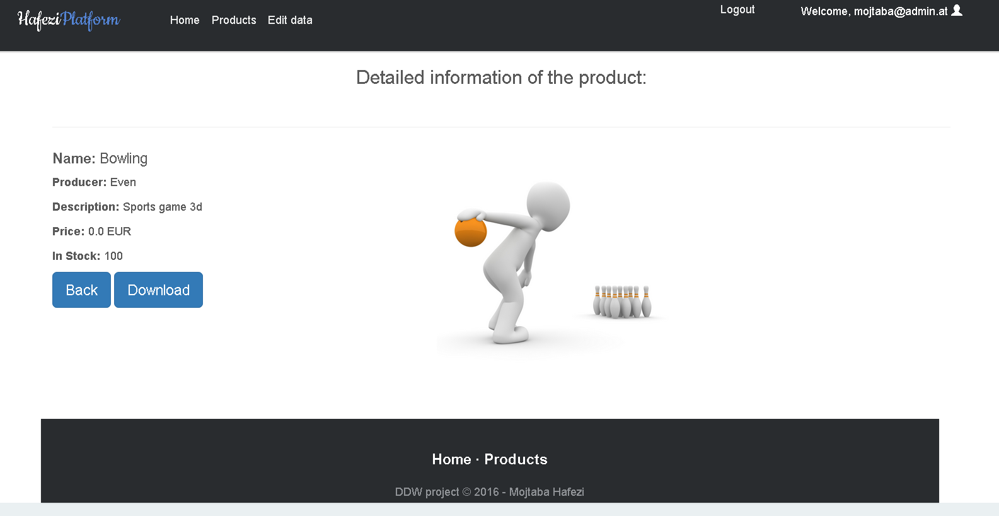 HafeziPlatform
Home Products Edit data
Logout
Welcome, mojtaba@admin.at
Detailed information of the product:
Name: Bowling
Producer: Even
Description: Sports game 3d
Price: 0.0 EUR
In Stock: 100
Back Download
Home · Products
DDW project © 2016 - Mojtaba Hafezi